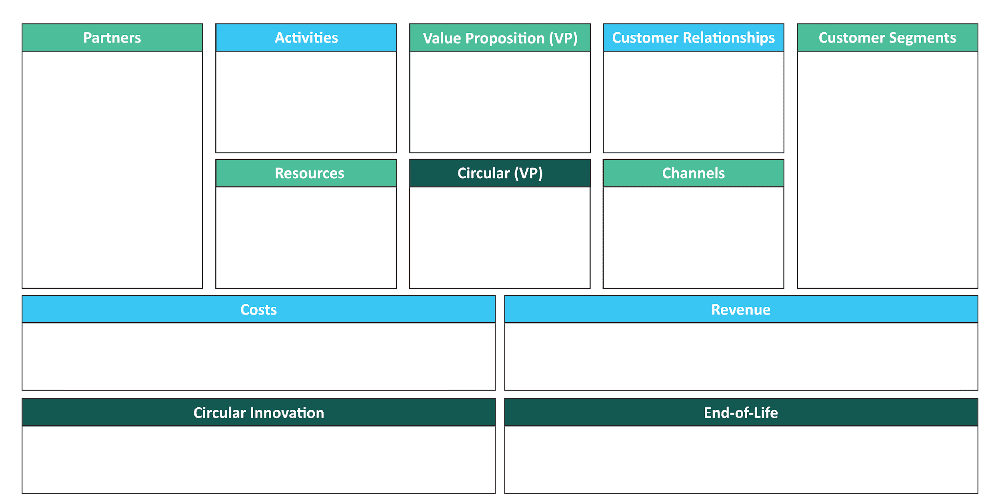 Partners
Activities
Value Proposition (VP)
Customer Relationships
Customer Segments
Resources
Circular (VP)
Channels
Costs
Revenue
Circular Innovation
End-of-Life